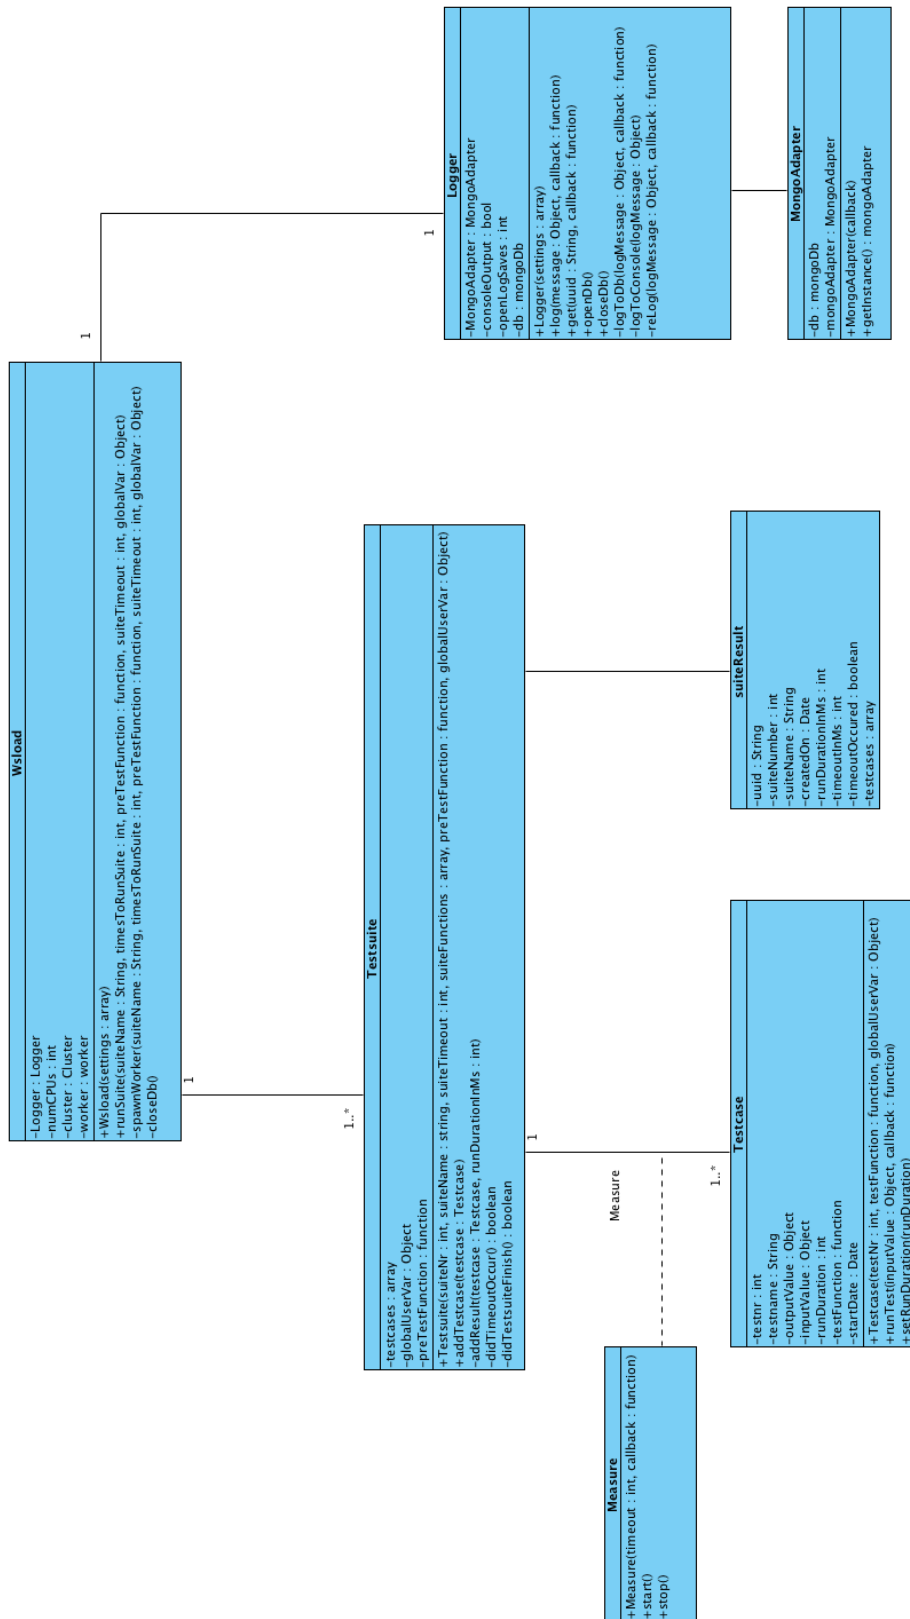 Wsload
-Logger : Logger
-numCPUs : int
-cluster : Cluster
-worker : worker
+Wsload(settings : array)
+runSuite(suiteName : String, timesToRunSuite : int, preTestFunction : function, suiteTimeout : int, globalVar : Object)
-spawnWorker(suiteName : String, timesToRunSuite : int, preTestFunction : function, suiteTimeout : int, globalVar : Object)
-closeDb()
1
1
Logger
-MongoAdapter : MongoAdapter
-consoleOutput : bool
-openLogSaves : int
-db : mongoDb
+Logger(settings : array)
+log(message : Object, callback : function)
+get(uuid : String, callback : function)
+openDb()
+closeDb()
-logToDb(logMessage : Object, callback : function)
-logToConsole(logMessage : Object)
-reLog(logMessage : Object, callback : function)
MongoAdapter
-db : mongoDb
-mongoAdapter : MongoAdapter
+MongoAdapter(callback)
+getInstance() : mongoAdapter
1
1..*
Testsuite
-testcases : array
-globalUserVar : Object
-preTestFunction : function
+Testsuite(suiteNr : int, suiteName : string, suiteTimeout : int, suiteFunctions : array, preTestFunction : function, globalUserVar : Object)
+addTestcase(testcase : Testcase)
-addResult(testcase : Testcase, runDurationInMs : int)
-didTimeoutOccur() : boolean
-didTestsuiteFinish() : boolean
suiteResult
-uuid : String
-suiteNumber : int
-suiteName : String
-createdOn : Date
-runDurationInMs : int
-timeoutInMs : int
-timeoutOccured : boolean
-testcases : array
1
Measure
1..*
Measure
+Measure(timeout : int, callback : function)
+start()
+stop()
Testcase
-testnr : int
-testname : String
-outputValue : Object
-inputValue : Object
-runDuration : int
-testFunction : function
-startDate : Date
+Testcase(testNr : int, testFunction : function, globalUserVar : Object)
+runTest(inputValue : Object, callback : function)
+setRunDuration(runDuration)